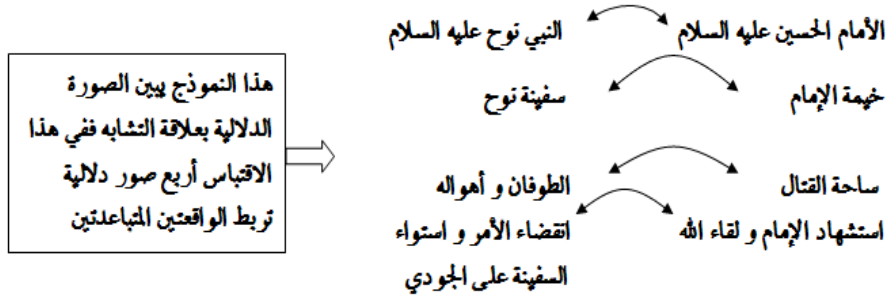 الأمام الحسين عليه السلام
النبي نوح عليه السلام
خيمة الإمام
سفينة نوح
ساحة القتال
الطوفان و أهواله
استشهاد الإمام و لقاء الله
انقضاء الأمر و استواء
السفينة على الجودي
هذا النموذج يبين الصورة
الدلالية بعلاقة التشابه ففي هذا
الاقتباس أربع صور دلالية
تربط الواقعتين المتباعدتين